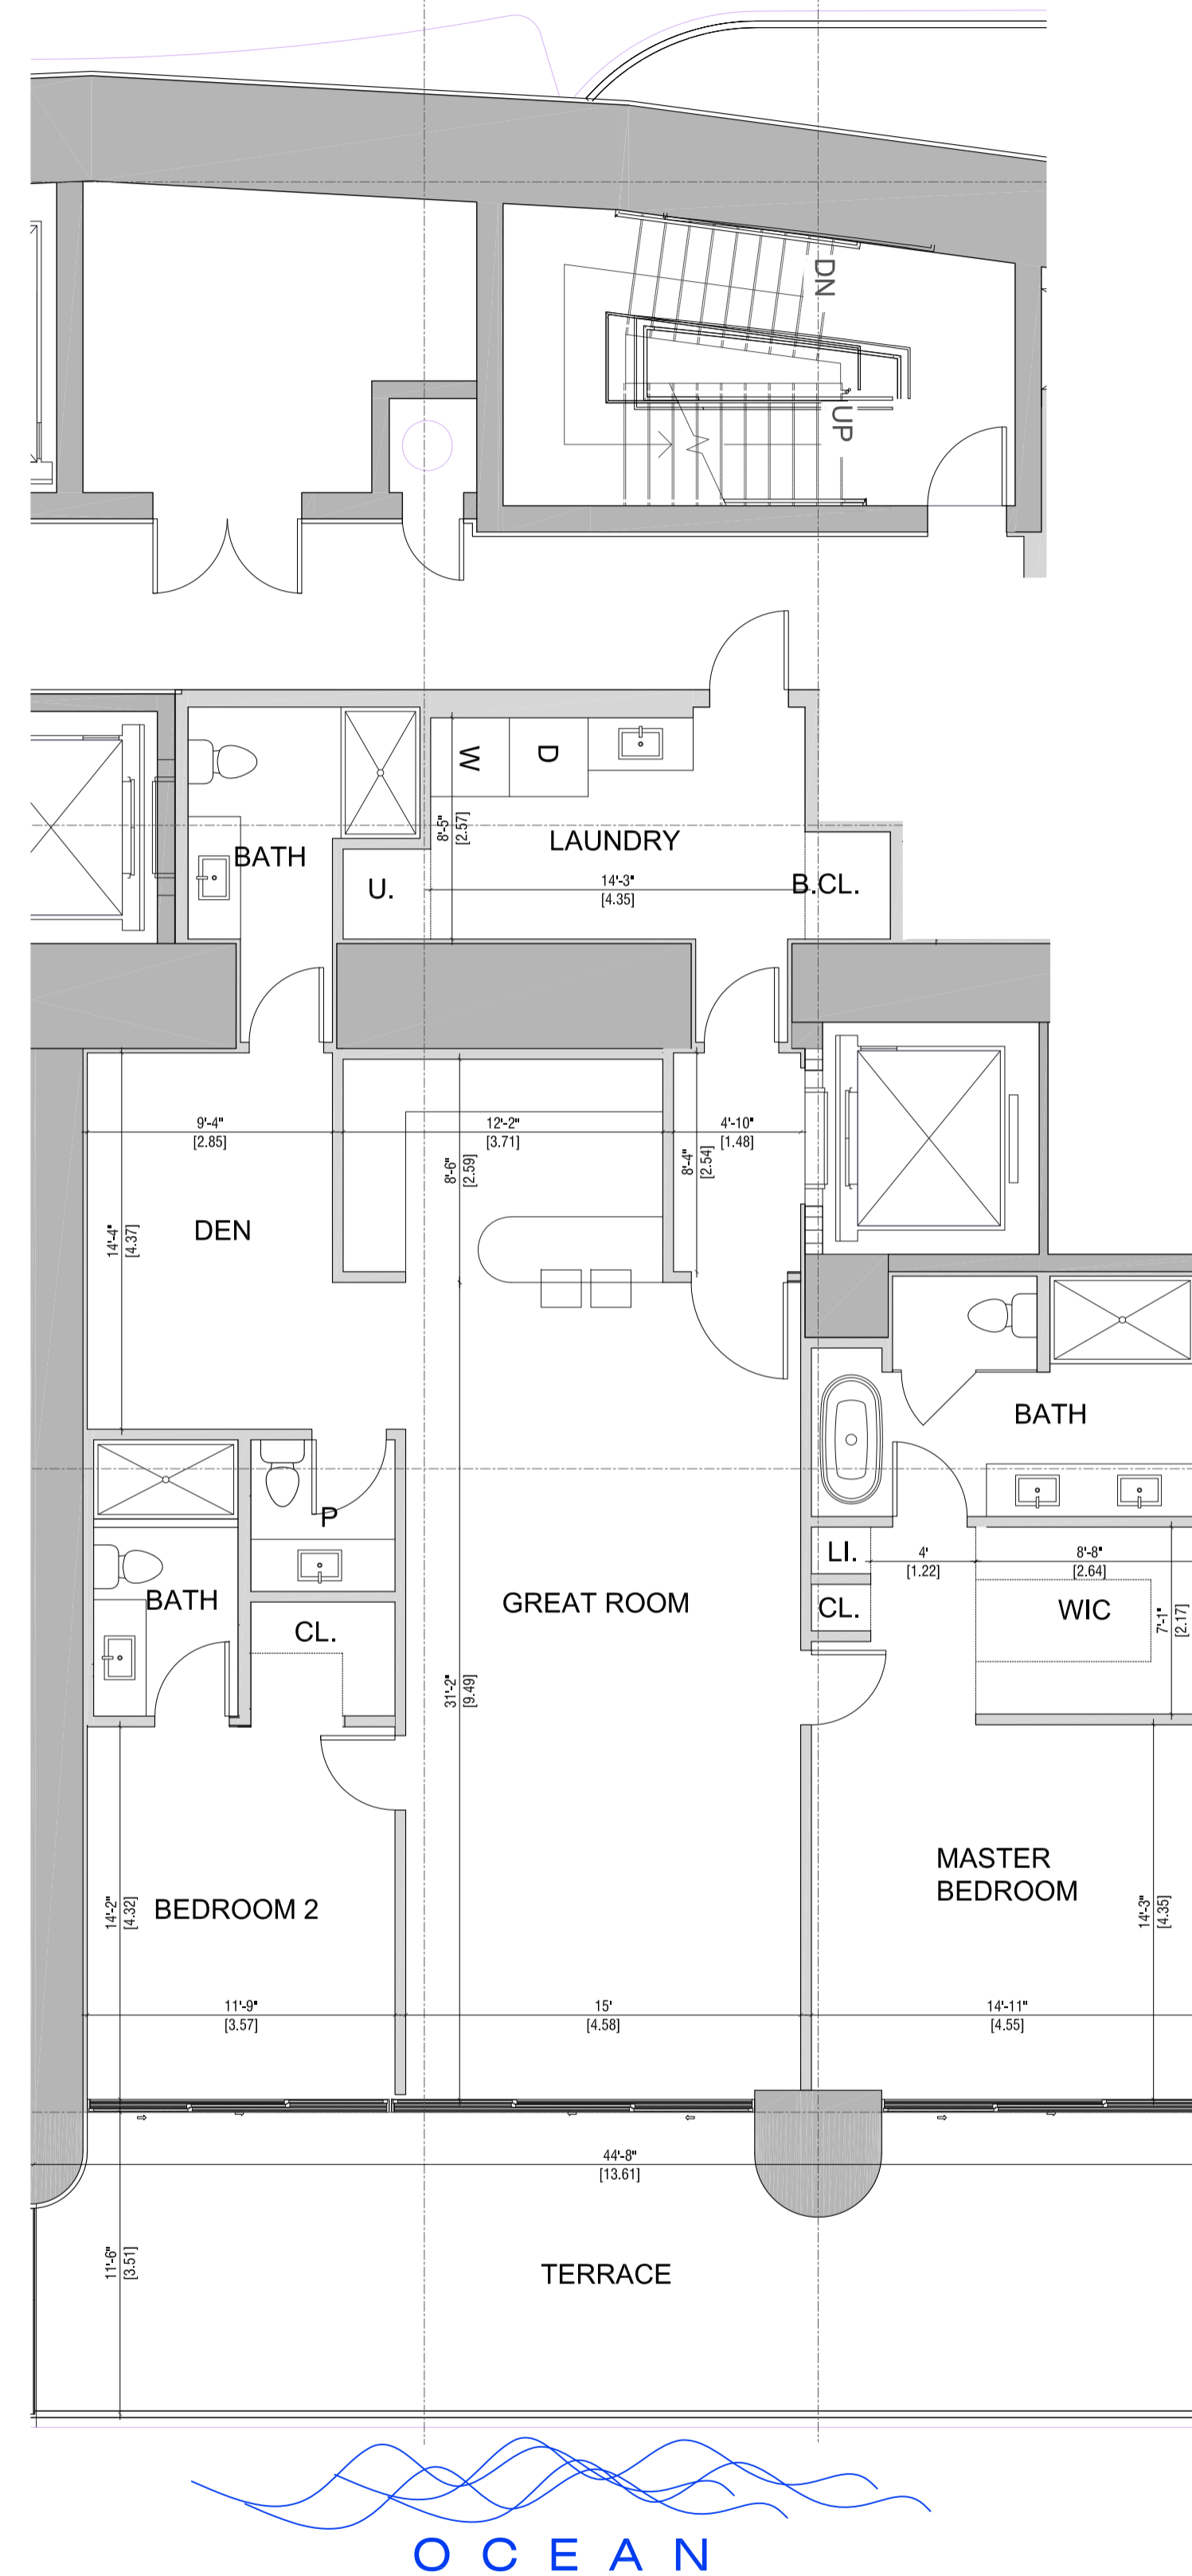 DN
UP
W
D
8'-5"
[2.57]
LAUNDRY
BATH
U.
14'-3"
[4.35]
B.CL.
9'-4"
[2.85]
12'-2"
[3.71]
4'-10"
[1.48]
8'-6"
[2.59]
8'-4"
[2.54]
14'-4"
[4.37]
DEN
BATH
P
LI.
4'
[1.22]
8'-8"
[2.64]
BATH
GREAT ROOM
CL.
WIC
7'-1"
[2.17]
CL.
31'-2"
[9.49]
MASTER
BEDROOM
14'-2"
[4.32]
BEDROOM 2
14'-3"
[4.35]
11'-9"
[3.57]
15'
[4.58]
14'-11"
[4.55]
44'-8"
[13.61]
11'-6"
[3.51]
TERRACE
OCEAN